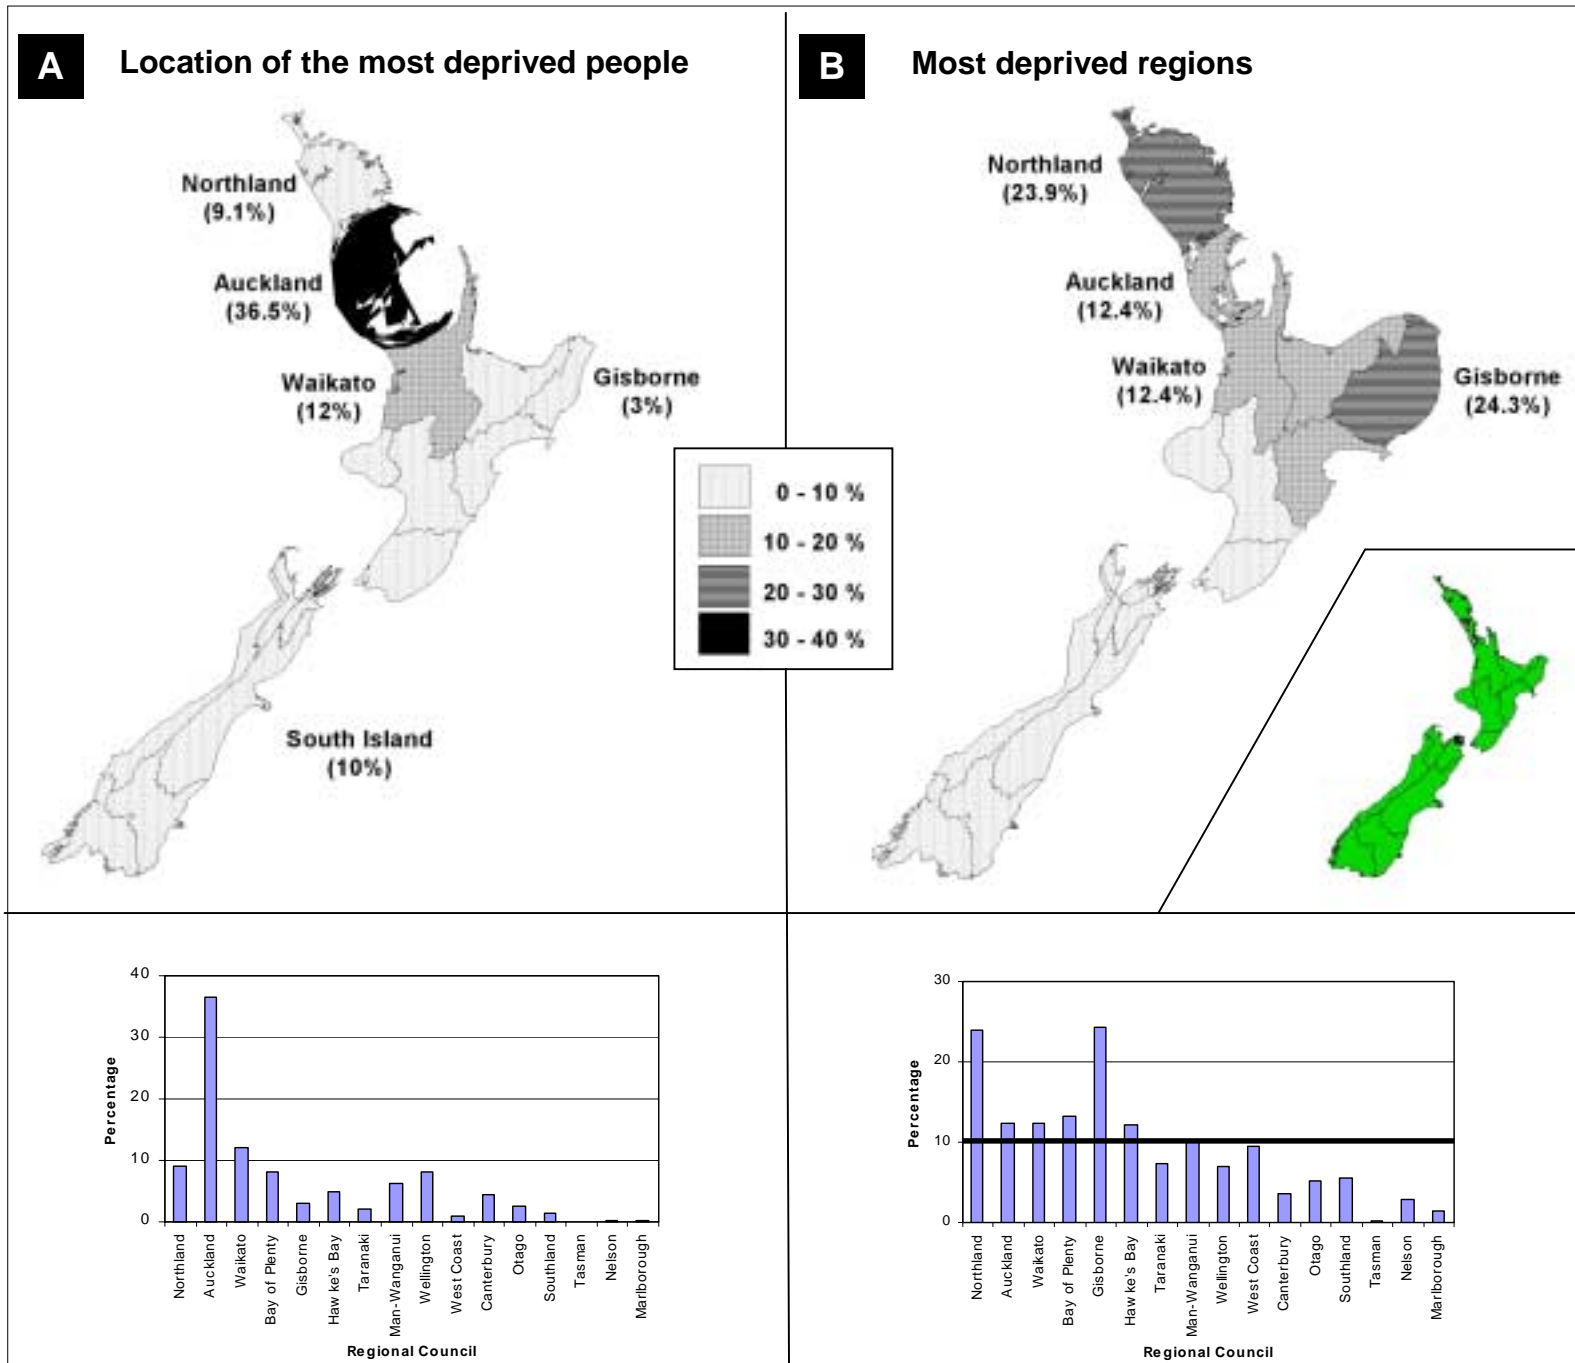 A
Location of the most deprived people
Northland
(9.1%)
Auckland
(36.5%)
Waikato
(12%)
Gisborne
(3%)
South Island
(10%)
B
Most deprived regions
Northland
(23.9%)
Auckland
(12.4%)
Waikato
(12.4%)
Gisborne
(24.3%)
0 - 10 %
10 - 20 %
20 - 30 %
30 - 40 %
Percentage
40
30
20
10
0
Northland
Auckland
Waikato
Bay of Plenty
Gisborne
Haw ke's Bay
Taranaki
Man-Wanganui
Wellington
West Coast
Canterbury
Otago
Southland
Tasman
Nelson
Marlborough
Regional Council
Percentage
30
20
10
0
Northland
Auckland
Waikato
Bay of Plenty
Gisborne
Haw ke's Bay
Taranaki
Man-Wanganui
Wellington
West Coast
Canterbury
Otago
Southland
Tasman
Nelson
Marlborough
Regional Council